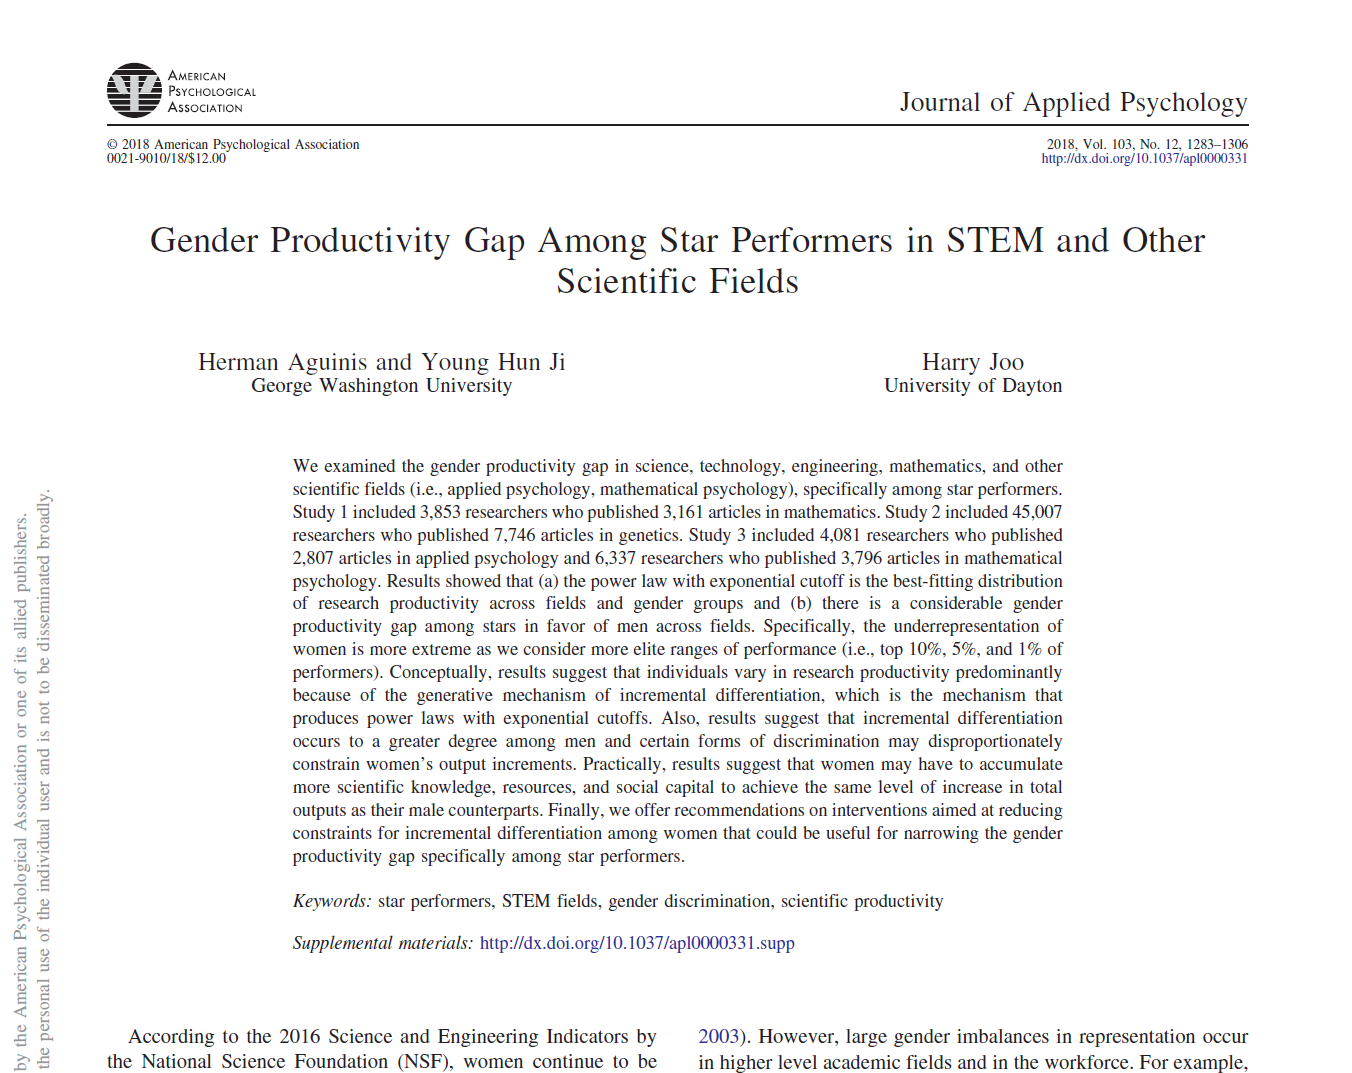 AMERICAN
PSYCHOLOGICAL
ASSOCIATION
Journal of Applied Psychology
© 2018 American Psychological Association
0021-9010/18/$12.00
2018, Vol. 103, No. 12, 1283–1306
http://dx.doi.org/10.1037/apl0000331
Gender Productivity Gap Among Star Performers in STEM and Other
Scientific Fields
Herman Aguinis and Young Hun Ji
George Washington University
Harry Joo
University of Dayton
We examined the gender productivity gap in science, technology, engineering, mathematics, and other
scientific fields (i.e., applied psychology, mathematical psychology), specifically among star performers.
Study 1 included 3,853 researchers who published 3,161 articles in mathematics. Study 2 included 45,007
researchers who published 7,746 articles in genetics. Study 3 included 4,081 researchers who published
2,807 articles in applied psychology and 6,337 researchers who published 3,796 articles in mathematical
psychology. Results showed that (a) the power law with exponential cutoff is the best-fitting distribution
of research productivity across fields and gender groups and (b) there is a considerable gender
productivity gap among stars in favor of men across fields. Specifically, the underrepresentation of
women is more extreme as we consider more elite ranges of performance (i.e., top 10%, 5%, and 1% of
performers). Conceptually, results suggest that individuals vary in research productivity predominantly
because of the generative mechanism of incremental differentiation, which is the mechanism that
produces power laws with exponential cutoffs. Also, results suggest that incremental differentiation
occurs to a greater degree among men and certain forms of discrimination may disproportionately
constrain women’s output increments. Practically, results suggest that women may have to accumulate
more scientific knowledge, resources, and social capital to achieve the same level of increase in total
outputs as their male counterparts. Finally, we offer recommendations on interventions aimed at reducing
constraints for incremental differentiation among women that could be useful for narrowing the gender
productivity gap specifically among star performers.
Keywords: star performers, STEM fields, gender discrimination, scientific productivity
Supplemental materials: http://dx.doi.org/10.1037/apl0000331.supp
According to the 2016 Science and Engineering Indicators by
the National Science Foundation (NSF), women continue to be
2003). However, large gender imbalances in representation occur
in higher level academic fields and in the workforce. For example,
by the American Psychological Association or one of its allied publishers.
the personal use of the individual user and is not to be disseminated broadly.